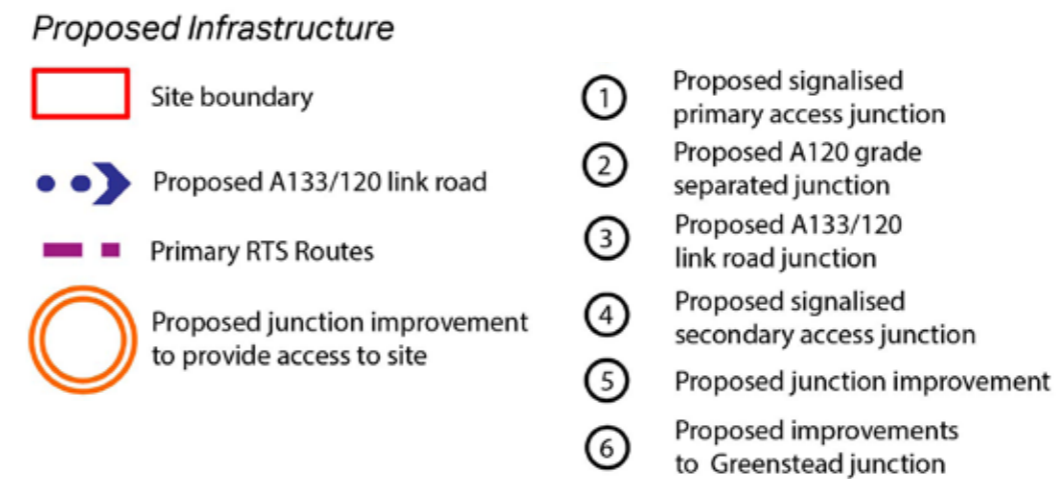 Proposed Infrastructure
Site boundary
Proposed A133/120 link road
Primary RTS Routes
Proposed junction improvement
to provide access to site
1
Proposed signalised
primary access junction
2
Proposed A120 grade
separated junction
3
Proposed A133/120
link road junction
4
Proposed signalised
secondary access junction
5
Proposed junction improvement
6
Proposed improvements
to Greenstead junction